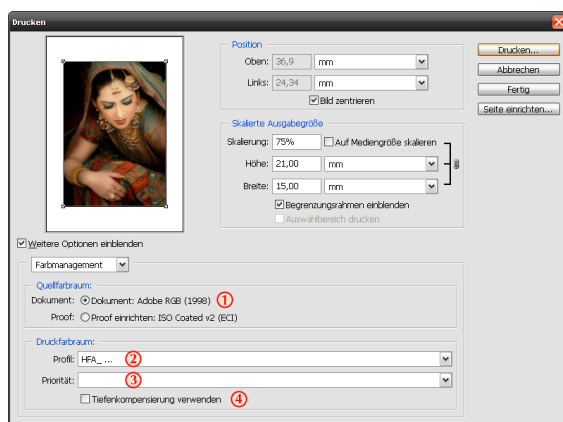 Drucken
Position
Oben: 36,9 mm
Links: 24,34 mm
Bild zentrieren
Drucken...
Abbrechen
Fertig
Seite einrichten...
Skalierte Ausgabegröße
Skalierung: 75% Auf Mediengröße skalieren
Höhe: 21,00 mm
Breite: 15,00 mm
Begrenzungsrahmen einblenden
Auswahlbereich drucken
Weitere Optionen einblenden
Farbmanagement
Quellfarbraum:
Dokument: Dokument: Adobe RGB (1998) 1
Proof: Proof einrichten: ISO Coated v2 (ECI)
Druckfarbraum:
Profil: HFA_ ... 2
Priorität: 3
Tiefenkompensierung verwenden 4